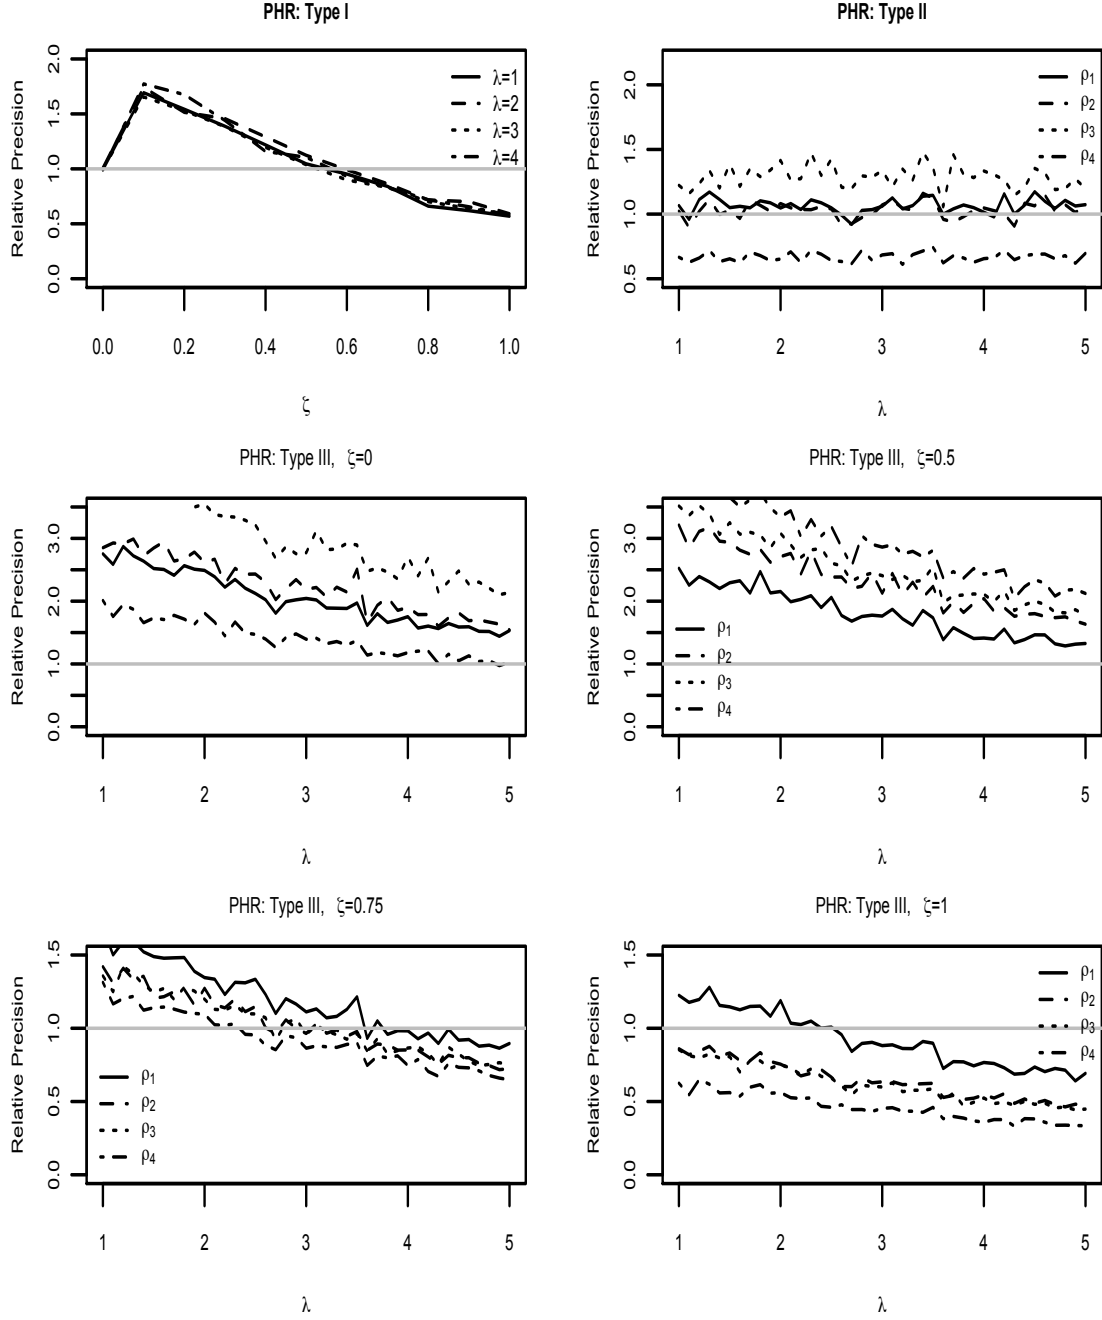 PHR: Type I
Relative Precision
2.0
1.5
1.0
0.5
0.0
λ=1
λ=2
λ=3
λ=4
0.0 0.2 0.4 0.6 0.8 1.0
ζ
PHR: Type II
Relative Precision
2.0
1.5
1.0
0.5
ρ1
ρ2
ρ3
ρ4
1 2 3 4 5
λ
PHR: Type III, ζ=0
Relative Precision
3.0
2.0
1.0
0.0
1 2 3 4 5
λ
PHR: Type III, ζ=0.5
Relative Precision
3.0
2.0
1.0
0.0
ρ1
ρ2
ρ3
ρ4
1 2 3 4 5
λ
PHR: Type III, ζ=0.75
Relative Precision
1.5
1.0
0.5
0.0
ρ1
ρ2
ρ3
ρ4
1 2 3 4 5
λ
PHR: Type III, ζ=1
Relative Precision
1.5
1.0
0.5
0.0
ρ1
ρ2
ρ3
ρ4
1 2 3 4 5
λ